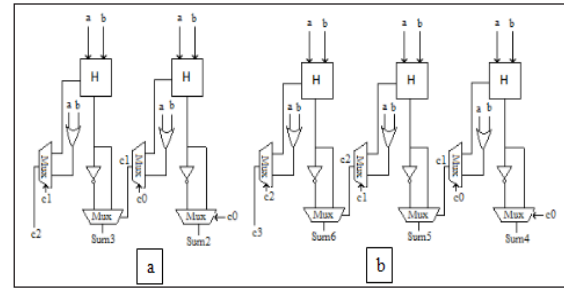 a b a b a b a b a b
H H H H H
a b a b a b a b a b
Mux c1 Mux Mux c2 Mux c1 Mux
c1 c0 c2 c1 c0
Mux Mux c0 Mux Mux Mux c0
c2 Sum3 Sum2 c3 Sum6 Sum5 Sum4
a b